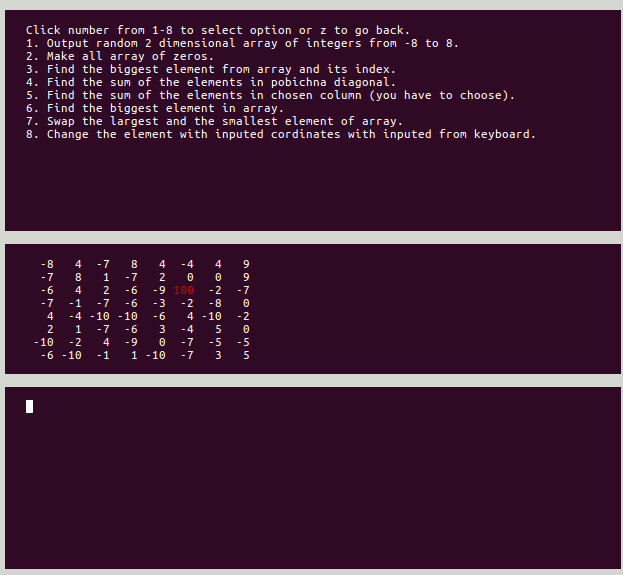 Click number from 1-8 to select option or z to go back.
1. Output random 2 dimensional array of integers from -8 to 8.
2. Make all array of zeros.
3. Find the biggest element from array and its index.
4. Find the sum of the elements in pobichna diagonal.
5. Find the sum of the elements in chosen column (you have to choose).
6. Find the biggest element in array.
7. Swap the largest and the smallest element of array.
8. Change the element with inputed cordinates with inputed from keyboard.
-8 4 -7 8 4 -4 4 9
-7 8 1 -7 2 0 0 9
-6 4 2 -6 -9 100 -2 -7
-7 -1 -7 -6 -3 -2 -8 0
4 -4 -10 -10 -6 4 -10 -2
2 1 -7 -6 3 -4 5 0
-10 -2 4 -9 0 -7 -5 -5
-6 -10 -1 1 -10 -7 3 5